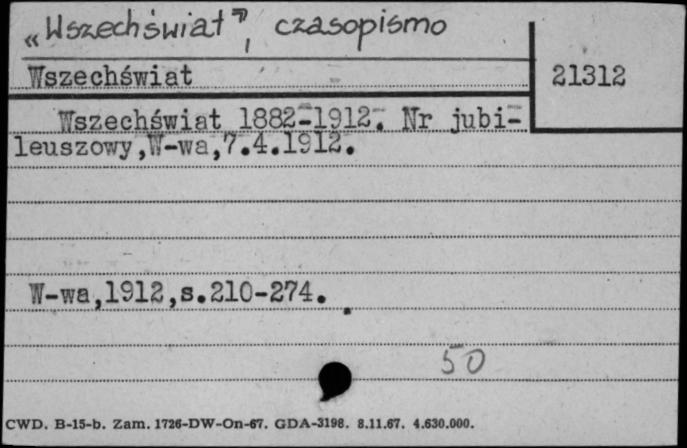 „Wszechświat", czasopismo
Wszechświat
21312
Wszechświat 1882-1912. Nr jubi-
leuszowy,W-wa,7.4.1912.
W-wa,1912,s.210-274.
50
CWD. B-15-b. Zam. 1726-DW-On-67. GDA-3198. 8.11.67. 4.630.000.